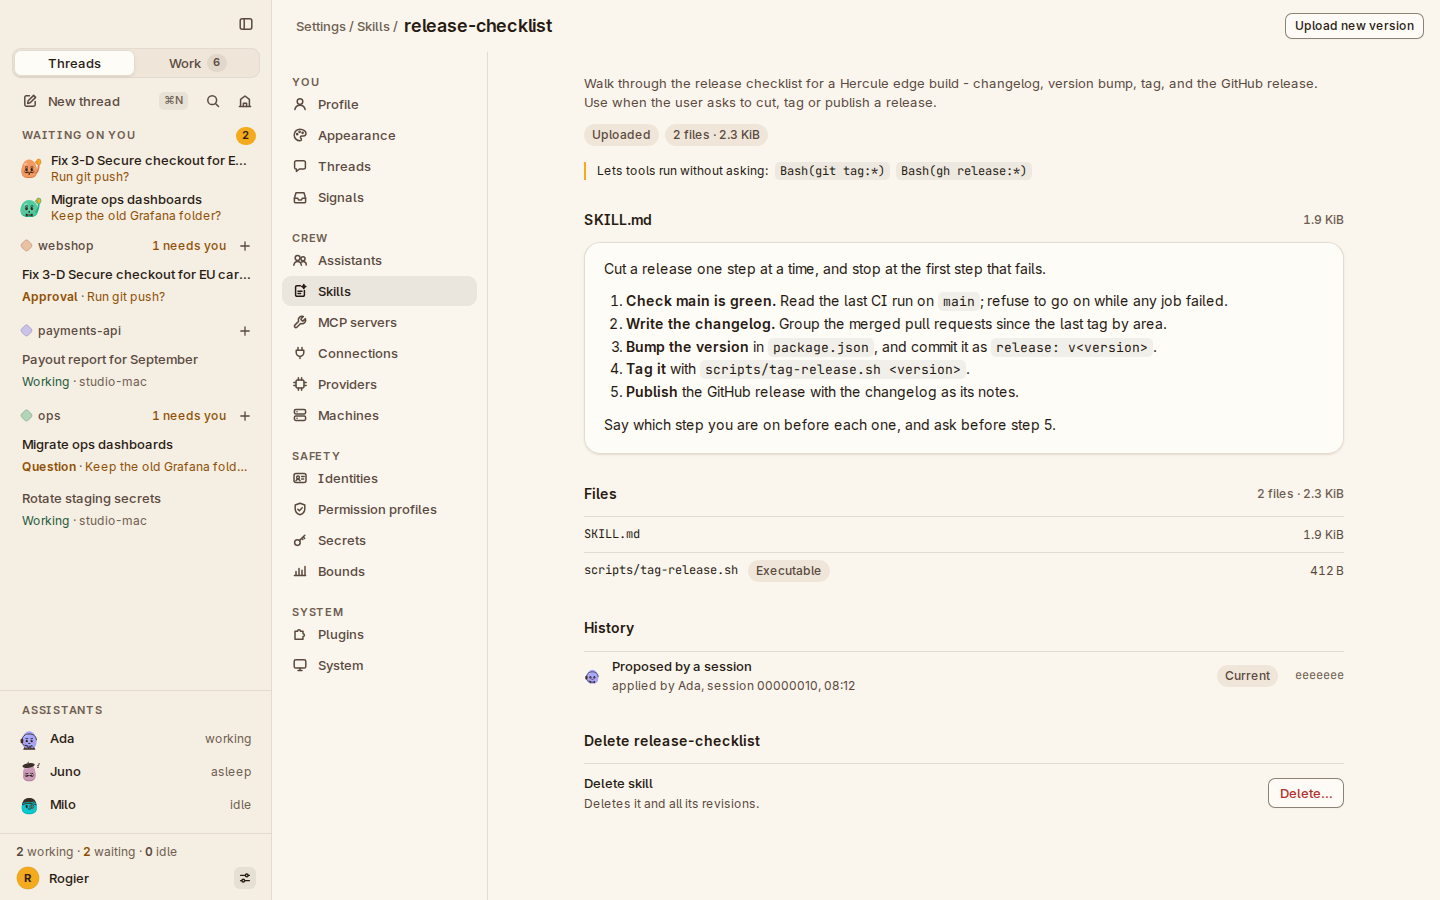 Settings / Skills / release-checklist
Upload new version
Threads
Work 6
New thread ⌘N
WAITING ON YOU 2
Fix 3-D Secure checkout for E...
Run git push?
Migrate ops dashboards
Keep the old Grafana folder?
webshop 1 needs you +
Fix 3-D Secure checkout for EU car...
Approval · Run git push?
payments-api +
Payout report for September
Working · studio-mac
ops 1 needs you +
Migrate ops dashboards
Question · Keep the old Grafana fold...
Rotate staging secrets
Working · studio-mac
ASSISTANTS
Ada working
Juno asleep
Milo idle
2 working · 2 waiting · 0 idle
R Rogier
YOU
Profile
Appearance
Threads
Signals
CREW
Assistants
Skills
MCP servers
Connections
Providers
Machines
SAFETY
Identities
Permission profiles
Secrets
Bounds
SYSTEM
Plugins
System
Walk through the release checklist for a Hercule edge build - changelog, version bump, tag, and the GitHub release.
Use when the user asks to cut, tag or publish a release.
Uploaded 2 files · 2.3 KiB
Lets tools run without asking: Bash(git tag:*) Bash(gh release:*)
SKILL.md 1.9 KiB
Cut a release one step at a time, and stop at the first step that fails.
1. Check main is green. Read the last CI run on main; refuse to go on while any job failed.
2. Write the changelog. Group the merged pull requests since the last tag by area.
3. Bump the version in package.json, and commit it as release: v<version>.
4. Tag it with scripts/tag-release.sh <version>.
5. Publish the GitHub release with the changelog as its notes.
Say which step you are on before each one, and ask before step 5.
Files 2 files · 2.3 KiB
SKILL.md 1.9 KiB
scripts/tag-release.sh Executable 412 B
History
Proposed by a session
applied by Ada, session 00000010, 08:12
Current eeeeeee
Delete release-checklist
Delete skill
Deletes it and all its revisions.
Delete...